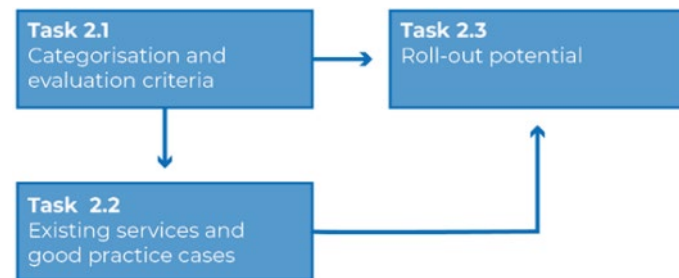 Task 2.1
Categorisation and
evaluation criteria
Task 2.3
Roll-out potential
Task 2.2
Existing services and
good practice cases